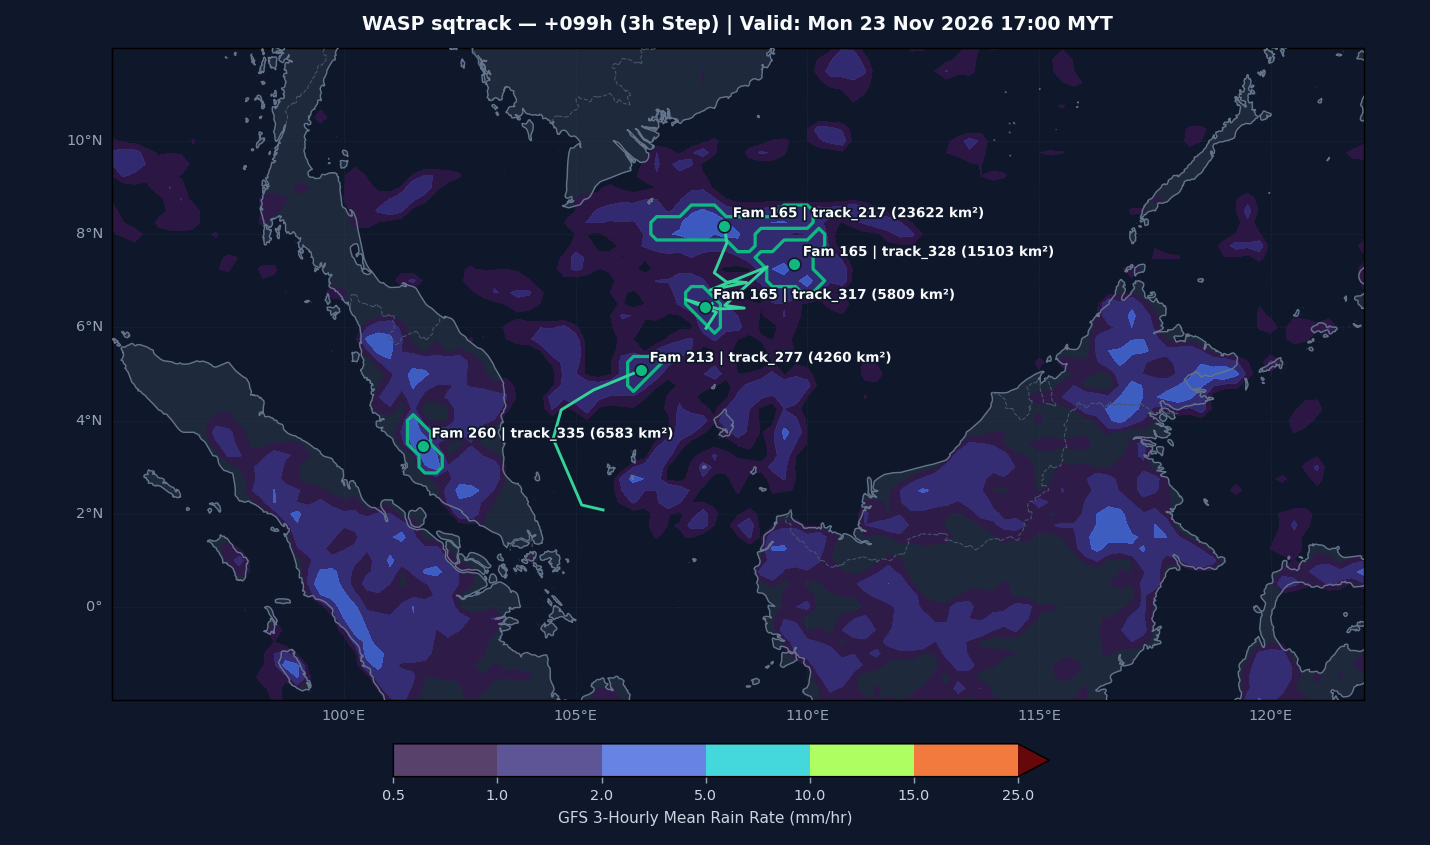 WASP sqtrack — +099h (3h Step) | Valid: Mon 23 Nov 2026 17:00 MYT
10°N
8°N
6°N
4°N
2°N
0°
Fam 165 | track_217 (23622 km²)
Fam 165 | track_328 (15103 km²)
Fam 165 | track_317 (5809 km²)
Fam 213 | track_277 (4260 km²)
Fam 260 | track_335 (6583 km²)
100°E 105°E 110°E 115°E 120°E
0.5 1.0 2.0 5.0 10.0 15.0 25.0
GFS 3-Hourly Mean Rain Rate (mm/hr)